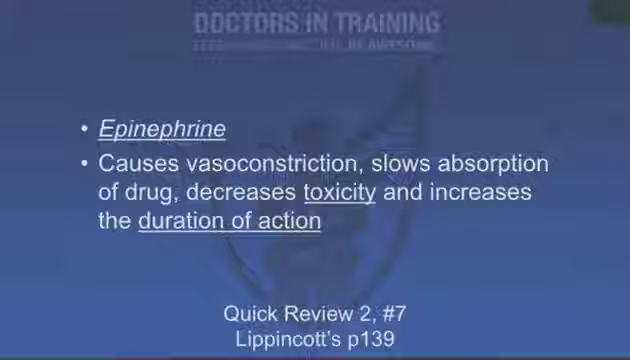 DOCTORS IN TRAINING
• Epinephrine
• Causes vasoconstriction, slows absorption
of drug, decreases toxicity and increases
the duration of action
Quick Review 2, #7
Lippincott's p139